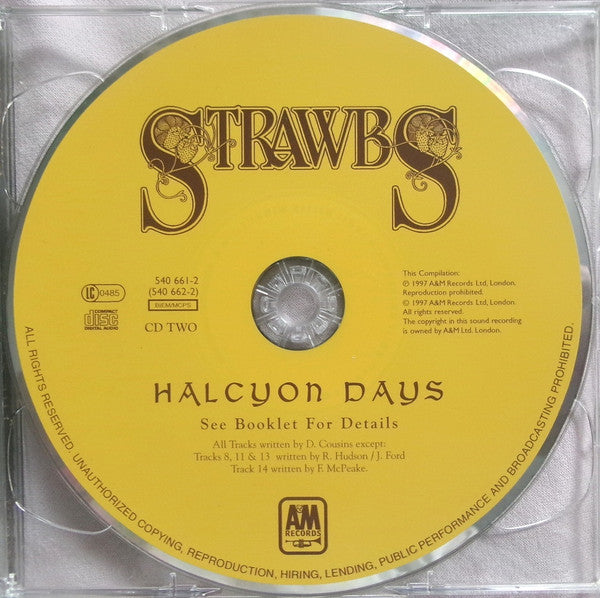 STRAWBS
540 661-2
(540 662-2)
LC 0485
BIEM/MCPS
COMPACT
DISC
DIGITAL AUDIO
CD TWO
This Compilation:
℗ 1997 A&M Records Ltd, London.
Reproduction prohibited.
© 1997 A&M Records Ltd, London.
All rights reserved
The copyright in this sound recording
is owned by A&M Ltd. London.
HALCYON DAYS
See Booklet For Details
All Tracks written by D. Cousins except:
Tracks 8, 11 & 13 written by R. Hudson / J. Ford
Track 14 written by F. McPeake.
A&M
RECORDS
ALL RIGHTS RESERVED. UNAUTHORIZED COPYING, REPRODUCTION, HIRING, LENDING, PUBLIC PERFORMANCE AND BROADCASTING PROHIBITED.